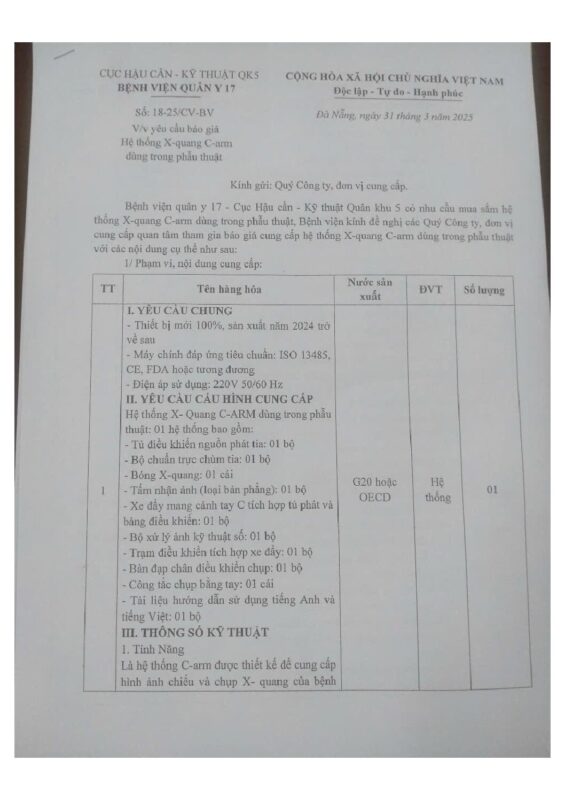 CỤC HẬU CẦN - KỸ THUẬT QK5
BỆNH VIỆN QUÂN Y 17
CỘNG HÒA XÃ HỘI CHỦ NGHĨA VIỆT NAM
Độc lập - Tự do - Hạnh phúc
Số: 18-25/CV-BV
V/v yêu cầu báo giá
Hệ thống X-quang C-arm
dùng trong phẫu thuật
Đà Nẵng, ngày 31 tháng 3 năm 2025
Kính gửi: Quý Công ty, đơn vị cung cấp.
Bệnh viện quân y 17 - Cục Hậu cần - Kỹ thuật Quân khu 5 có nhu cầu mua sắm hệ
thống X-quang C-arm dùng trong phẫu thuật, Bệnh viện kính đề nghị các Quý Công ty, đơn vị
cung cấp quan tâm tham gia báo giá cung cấp hệ thống X-quang C-arm dùng trong phẫu thuật
với các nội dung cụ thể như sau:
1/ Phạm vi, nội dung cung cấp:
TT
Tên hàng hóa
Nước sản
xuất
ĐVT
Số lượng
1
I. YÊU CẦU CHUNG
- Thiết bị mới 100%, sản xuất năm 2024 trở
về sau
- Máy chính đáp ứng tiêu chuẩn: ISO 13485,
CE, FDA hoặc tương đương
- Điện áp sử dụng: 220V 50/60 Hz
II. YÊU CẦU CẤU HÌNH CUNG CẤP
Hệ thống X- Quang C-ARM dùng trong phẫu
thuật: 01 hệ thống bao gồm:
- Tủ điều khiển nguồn phát tia: 01 bộ
- Bộ chuẩn trực chùm tia: 01 bộ
- Bóng X-quang: 01 cái
- Tấm nhận ảnh (loại bản phẳng): 01 bộ
- Xe đẩy mang cánh tay C tích hợp tủ phát và
bảng điều khiển: 01 bộ
- Bộ xử lý ảnh kỹ thuật số: 01 bộ
- Trạm điều khiển tích hợp xe đẩy: 01 bộ
- Bàn đạp chân điều khiển chụp: 01 bộ
- Công tắc chụp bằng tay: 01 cái
- Tài liệu hướng dẫn sử dụng tiếng Anh và
tiếng Việt: 01 bộ
III. THÔNG SỐ KỸ THUẬT
1. Tính Năng
Là hệ thống C-arm được thiết kế để cung cấp
hình ảnh chiếu và chụp X- quang của bệnh
G20 hoặc
OECD
Hệ
thống
01